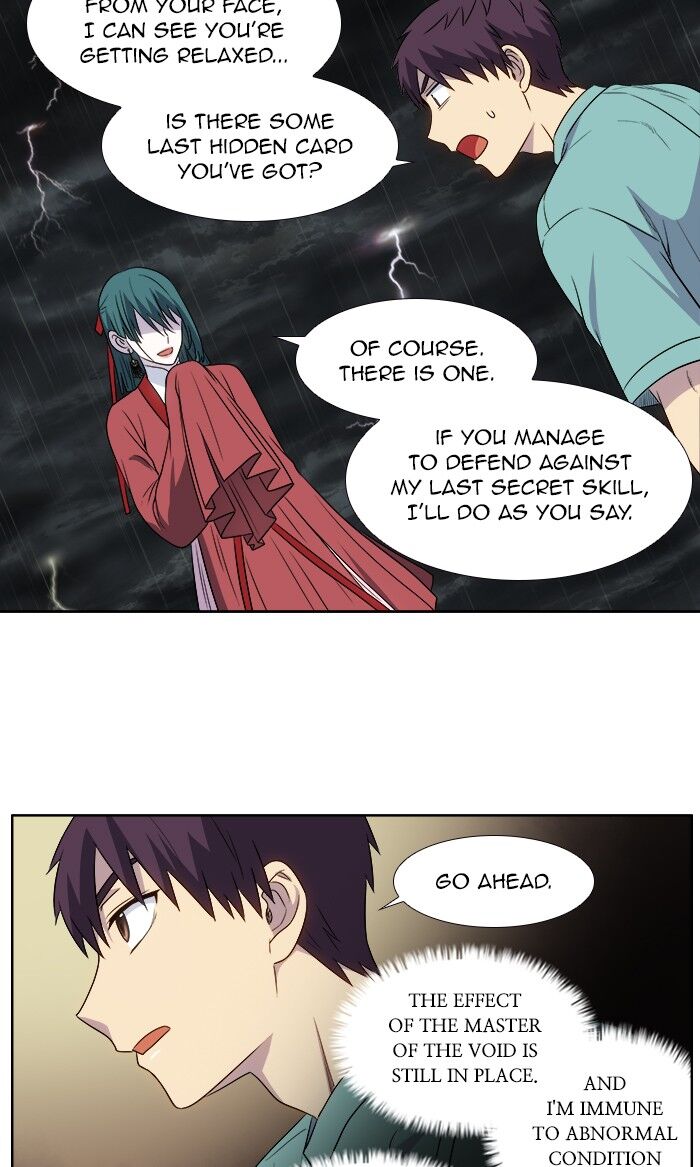 FROM YOUR FACE,
I CAN SEE YOU'RE
GETTING RELAXED...
IS THERE SOME
LAST HIDDEN CARD
YOU'VE GOT?
OF COURSE.
THERE IS ONE.
IF YOU MANAGE
TO DEFEND AGAINST
MY LAST SECRET SKILL,
I'LL DO AS YOU SAY.
GO AHEAD.
THE EFFECT
OF THE MASTER
OF THE VOID IS
STILL IN PLACE.
AND
I'M IMMUNE
TO ABNORMAL
CONDITION